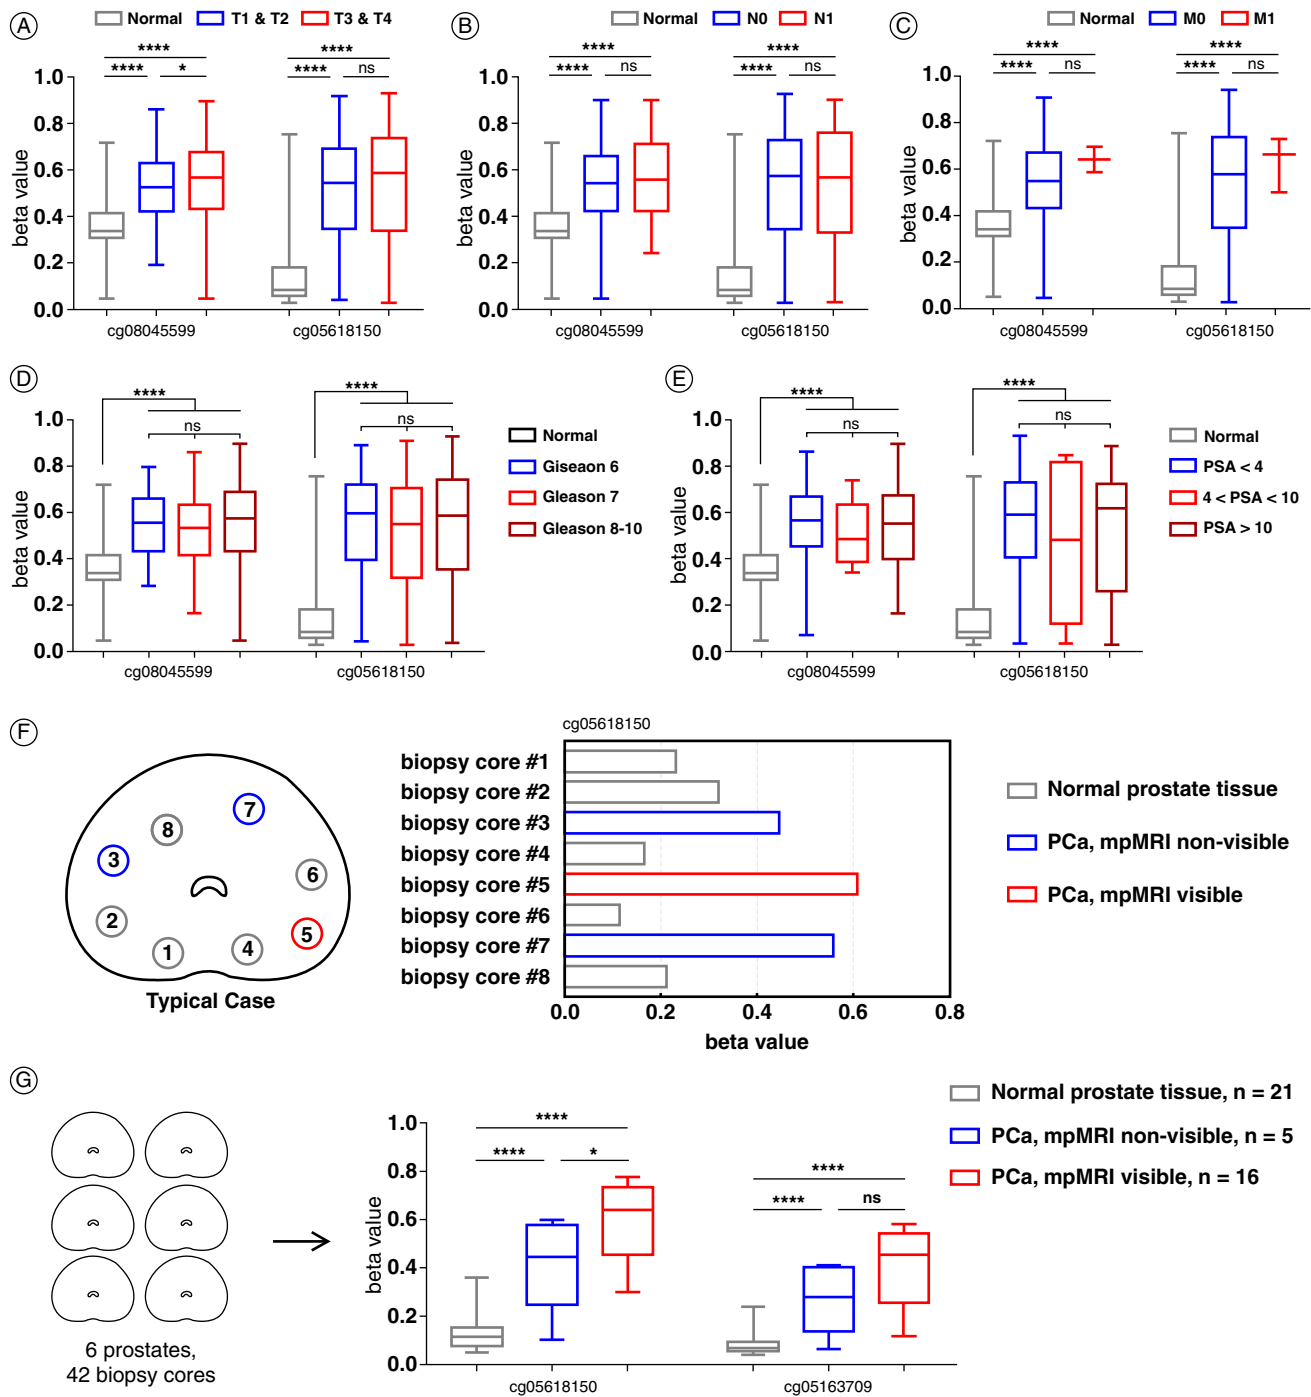 A
Normal T1 & T2 T3 & T4
**** ****
**** * **** ns
beta value
1.0
0.8
0.6
0.4
0.2
0.0
cg08045599 cg05618150
B
Normal N0 N1
**** ****
**** ns **** ns
beta value
1.0
0.8
0.6
0.4
0.2
0.0
cg08045599 cg05618150
C
Normal M0 M1
**** ****
**** ns **** ns
beta value
1.0
0.8
0.6
0.4
0.2
0.0
cg08045599 cg05618150
D
**** ****
ns ns
beta value
1.0
0.8
0.6
0.4
0.2
0.0
cg08045599 cg05618150
Normal
Giseaon 6
Gleason 7
Gleason 8-10
E
**** ****
ns ns
beta value
1.0
0.8
0.6
0.4
0.2
0.0
cg08045599 cg05618150
Normal
PSA < 4
4 < PSA < 10
PSA > 10
F
7
8
3
6
2
5
1
4
Typical Case
cg05618150
biopsy core #1
biopsy core #2
biopsy core #3
biopsy core #4
biopsy core #5
biopsy core #6
biopsy core #7
biopsy core #8
0.0 0.2 0.4 0.6 0.8
beta value
Normal prostate tissue
PCa, mpMRI non-visible
PCa, mpMRI visible
G
6 prostates,
42 biopsy cores
**** ****
**** * **** ns
beta value
1.0
0.8
0.6
0.4
0.2
0.0
cg05618150 cg05163709
Normal prostate tissue, n = 21
PCa, mpMRI non-visible, n = 5
PCa, mpMRI visible, n = 16